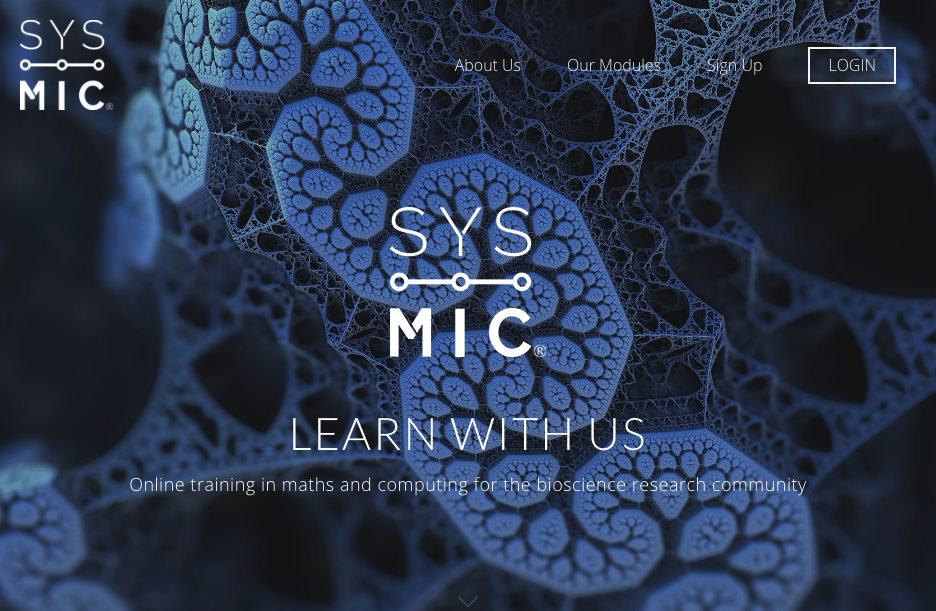 SYS
MIC®
About Us
Our Modules
Sign Up
LOGIN
SYS
MIC®
LEARN WITH US
Online training in maths and computing for the bioscience research community